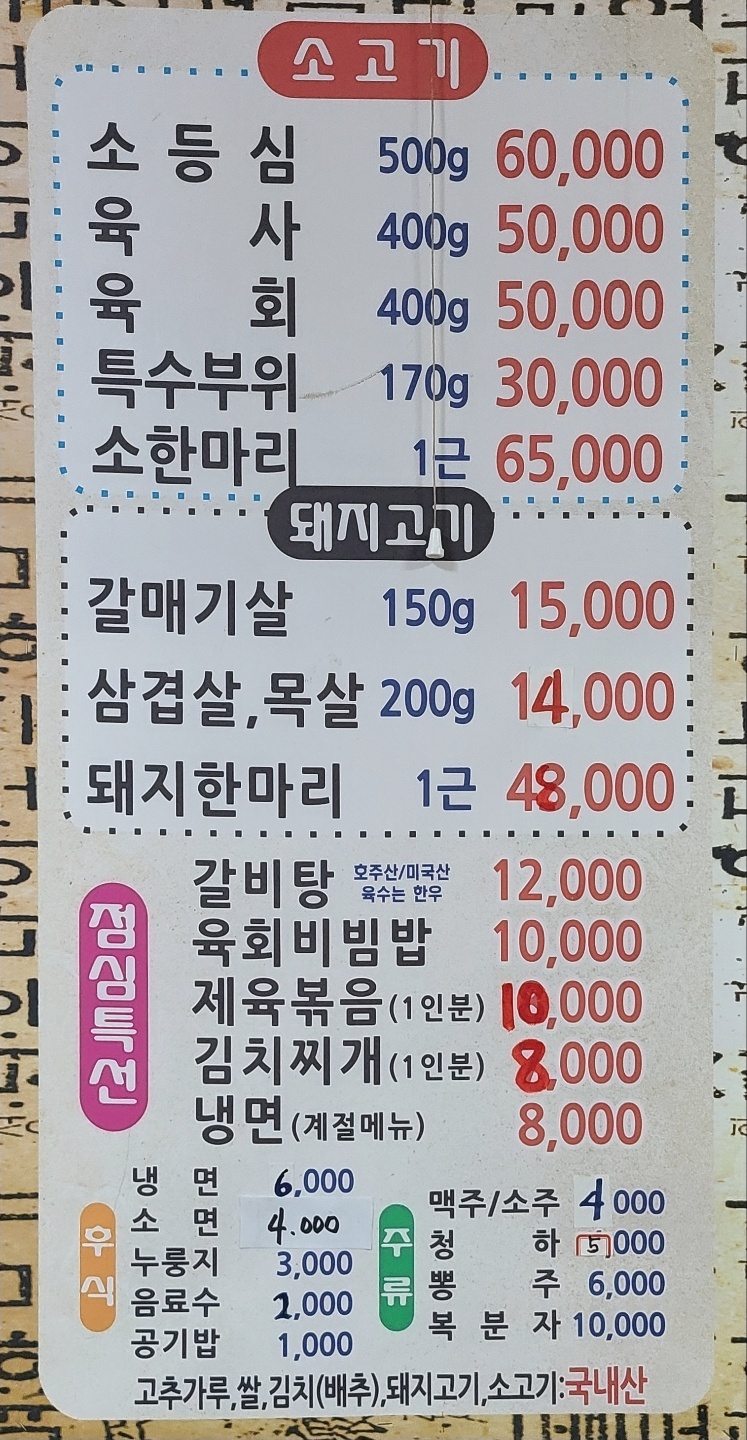 소고기
소등심 500g 60,000
육사 400g 50,000
육회 400g 50,000
특수부위 170g 30,000
소한마리 1근 65,000
돼지고기
갈매기살 150g 15,000
삼겹살,목살 200g 14,000
돼지한마리 1근 48,000
점심특선
갈비탕 호주산/미국산 육수는 한우 12,000
육회비빔밥 10,000
제육볶음(1인분) 10,000
김치찌개(1인분) 8,000
냉면(계절메뉴) 8,000
후식
냉면 6,000
소면 4.000
누룽지 3,000
음료수 2,000
공기밥 1,000
주류
맥주/소주 4000
청하 5,000
뽕주 6,000
복분자 10,000
고추가루,쌀,김치(배추),돼지고기,소고기:국내산